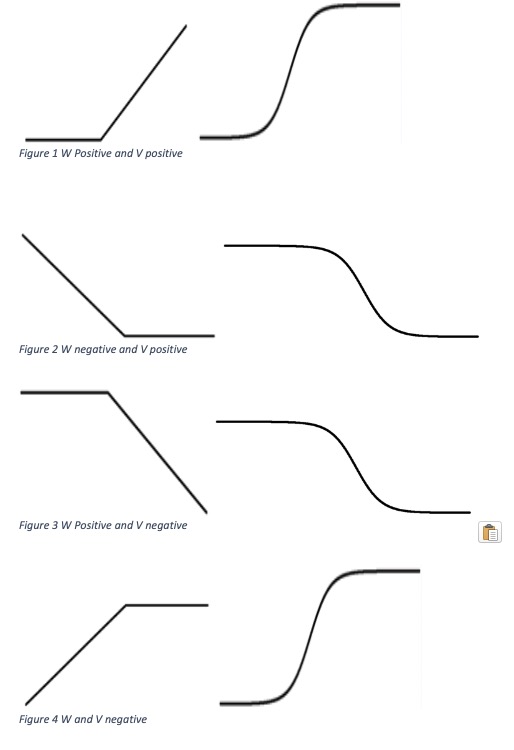 Figure 1 W Positive and V positive
Figure 2 W negative and V positive
Figure 3 W Positive and V negative
Figure 4 W and V negative